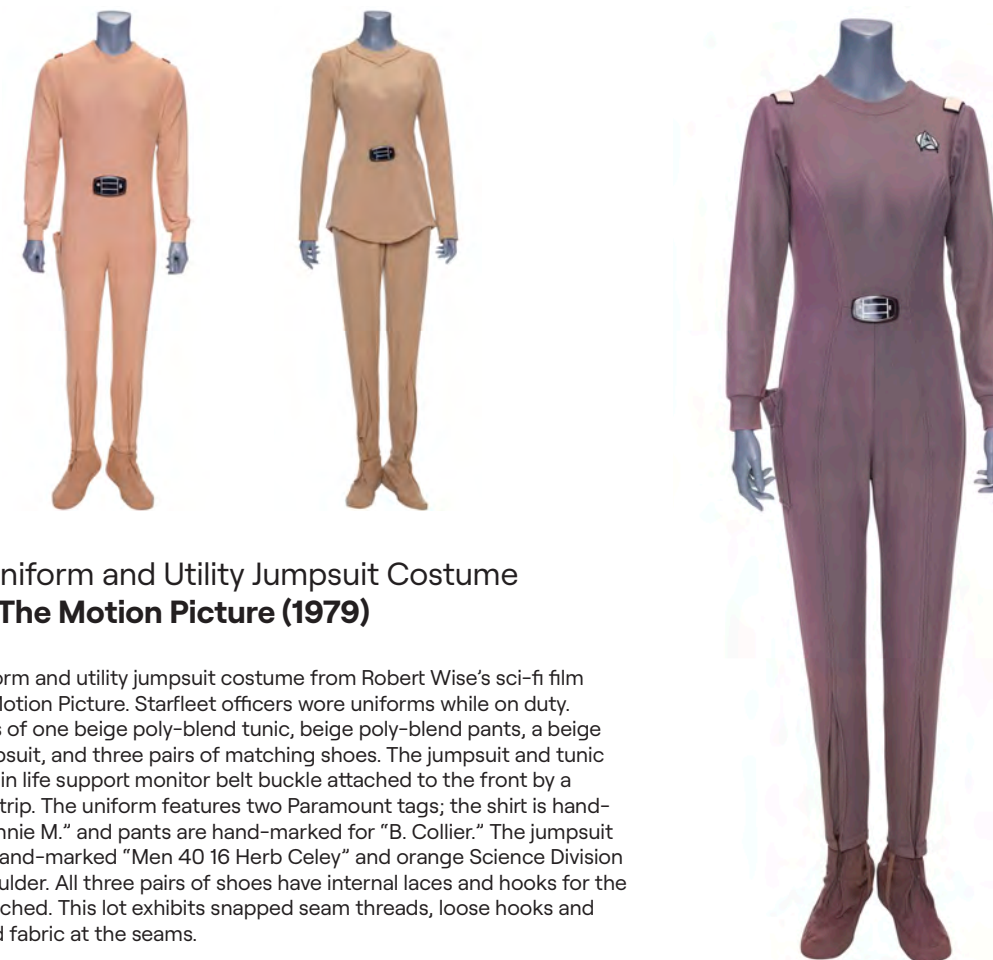 niform and Utility Jumpsuit Costume
The Motion Picture (1979)
orm and utility jumpsuit costume from Robert Wise's sci-fi film
Motion Picture. Starfleet officers wore uniforms while on duty.
s of one beige poly-blend tunic, beige poly-blend pants, a beige
psuit, and three pairs of matching shoes. The jumpsuit and tunic
in life support monitor belt buckle attached to the front by a
trip. The uniform features two Paramount tags; the shirt is hand-
nnie M.” and pants are hand-marked for “B. Collier.” The jumpsuit
and-marked “Men 40 16 Herb Celey” and orange Science Division
ulder. All three pairs of shoes have internal laces and hooks for the
ched. This lot exhibits snapped seam threads, loose hooks and
d fabric at the seams.